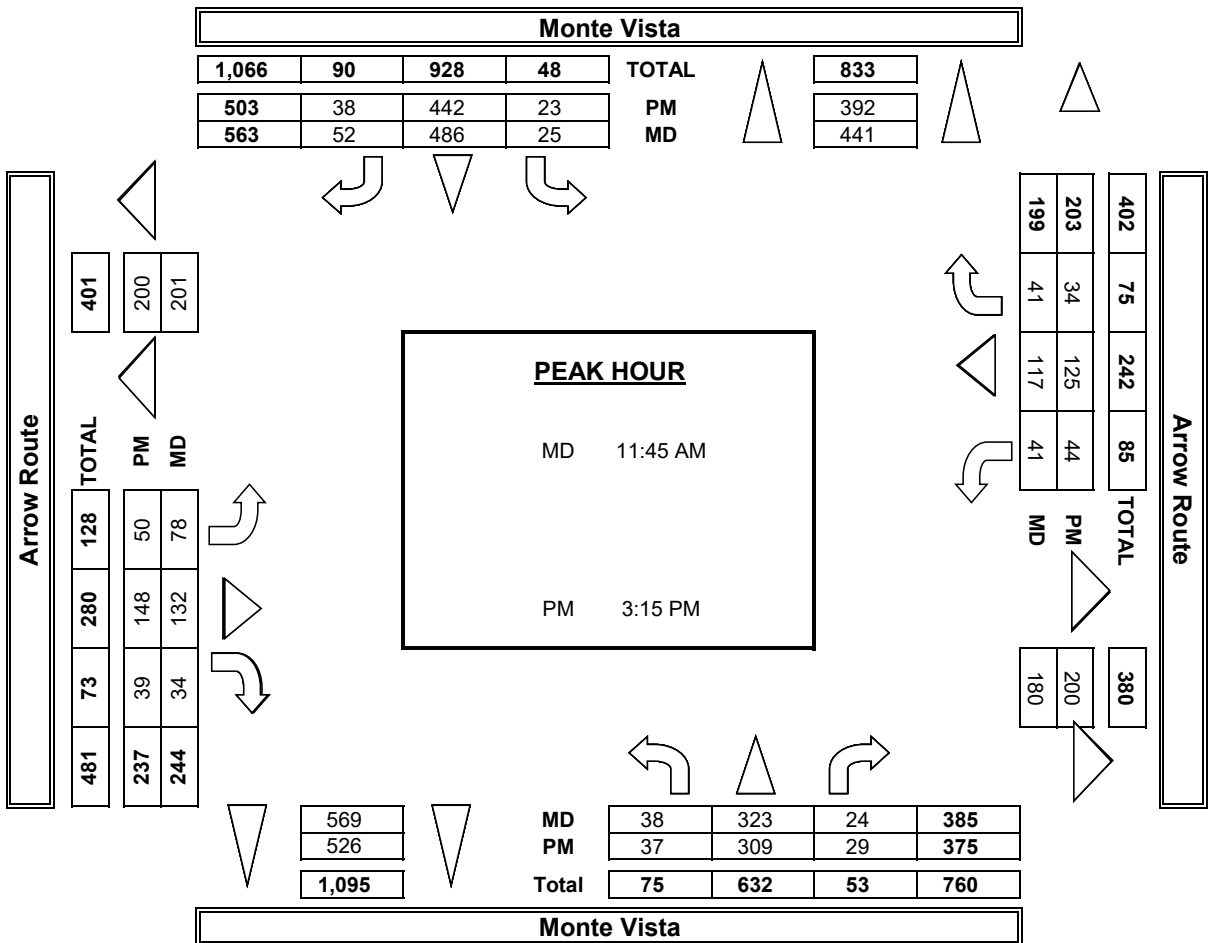 Monte Vista
1,066 90 928 48 TOTAL 833
503 38 442 23 PM 392
563 52 486 25 MD 441
Arrow Route
401 200 201
TOTAL PM MD
128 50 78
280 148 132
73 39 34
481 237 244
PEAK HOUR
MD 11:45 AM
PM 3:15 PM
199 203 402
41 34 75
117 125 242
41 44 85
MD PM TOTAL
180 200 380
Arrow Route
569 MD 38 323 24 385
526 PM 37 309 29 375
1,095 Total 75 632 53 760
Monte Vista